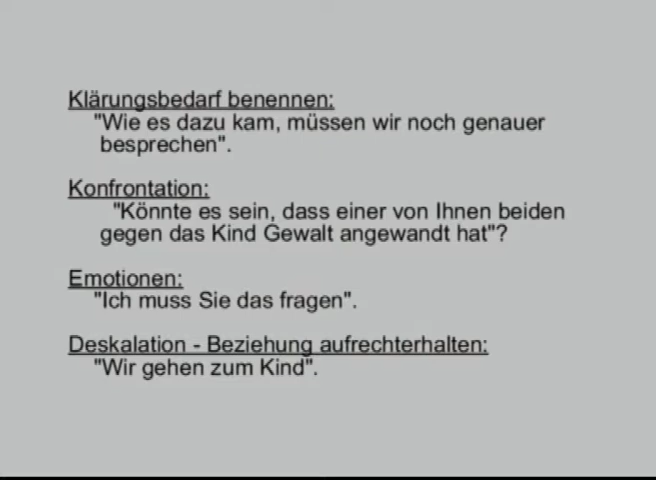 Klärungsbedarf benennen:
"Wie es dazu kam, müssen wir noch genauer
besprechen".
Konfrontation:
"Könnte es sein, dass einer von Ihnen beiden
gegen das Kind Gewalt angewandt hat"?
Emotionen:
"Ich muss Sie das fragen".
Deskalation - Beziehung aufrechterhalten:
"Wir gehen zum Kind".